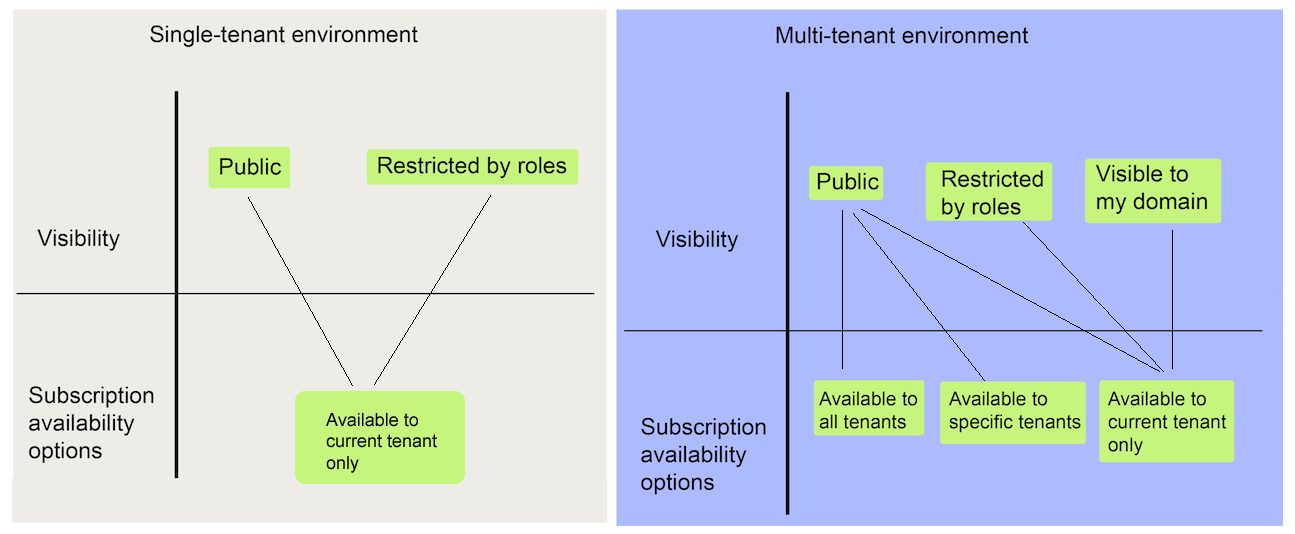 Single-tenant environment
Public
Restricted by roles
Visibility
Subscription
availability
options
Available to
current tenant
only
Multi-tenant environment
Public
Restricted
by roles
Visible to
my domain
Visibility
Subscription
availability
options
Available to
all tenants
Available to
specific tenants
Available to
current tenant
only